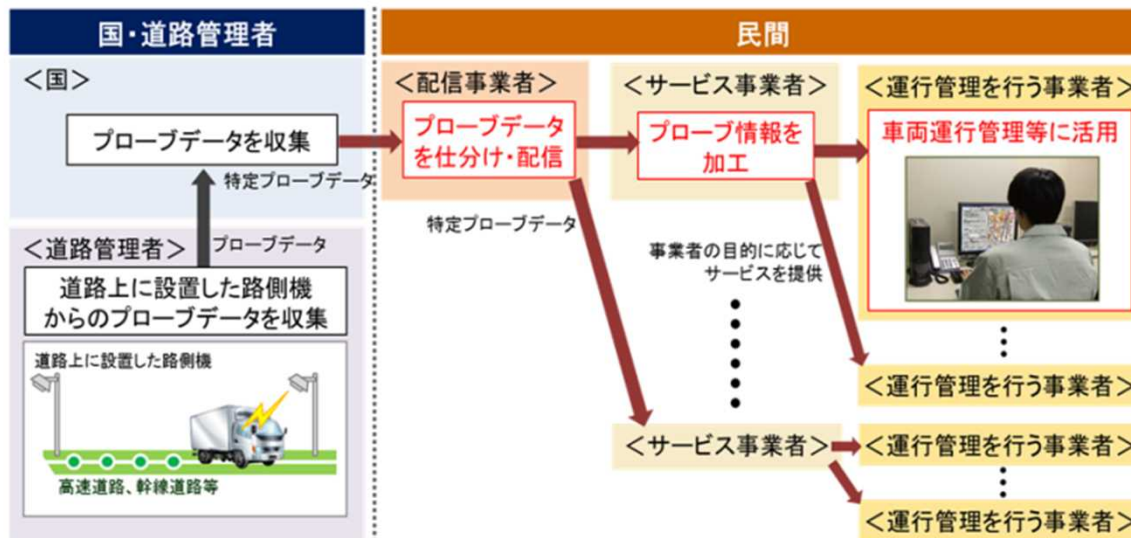 国・道路管理者
＜国＞
プローブデータを収集
特定プローブデータ
プローブデータ
＜道路管理者＞
道路上に設置した路側機
からのプローブデータを収集
道路上に設置した路側機
高速道路、幹線道路等
民間
＜配信事業者＞
プローブデータ
を仕分け・配信
特定プローブデータ
＜サービス事業者＞
プローブ情報を
加工
事業者の目的に応じて
サービスを提供
＜サービス事業者＞
＜運行管理を行う事業者＞
車両運行管理等に活用
＜運行管理を行う事業者＞
＜運行管理を行う事業者＞
＜運行管理を行う事業者＞